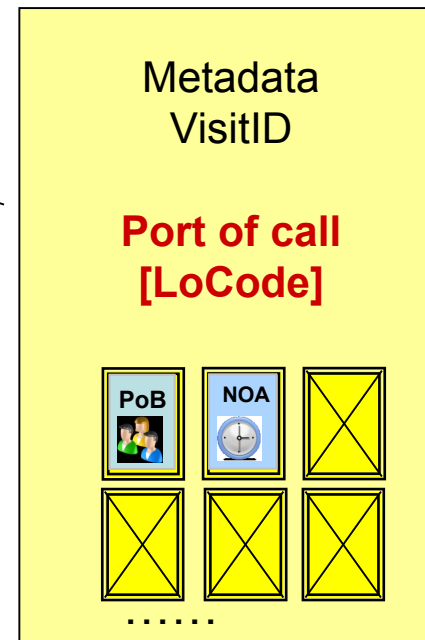 Metadata
VisitID
Port of call
[LoCode]
PoB NOA
......